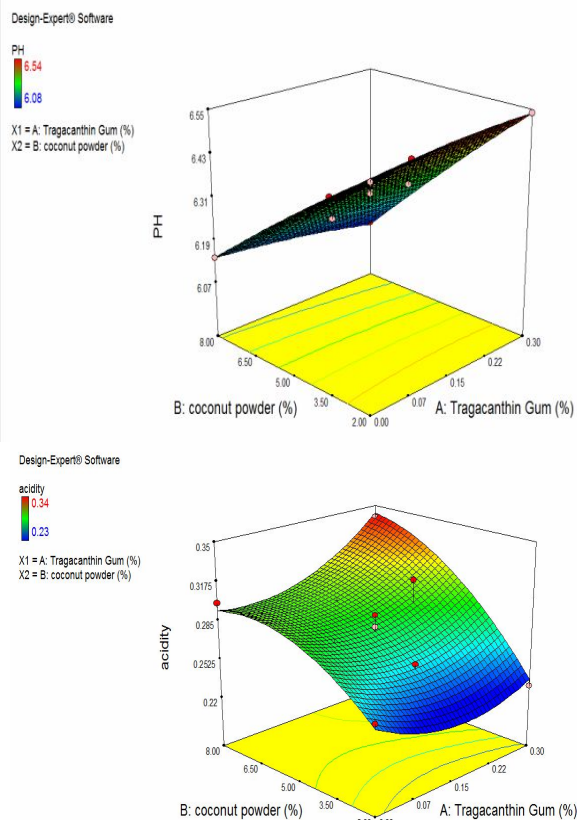 Design-Expert® Software
PH
6.54
6.08
X1 = A: Tragacanthin Gum (%)
X2 = B: coconut powder (%)
6.55
6.43
6.31
6.19
6.07
PH
8.00
6.50
5.00
3.50
2.00
0.00
0.07
0.15
0.22
0.30
B: coconut powder (%)
A: Tragacanthin Gum (%)
Design-Expert® Software
acidity
0.34
0.23
X1 = A: Tragacanthin Gum (%)
X2 = B: coconut powder (%)
0.35
0.3175
0.285
0.2525
0.22
acidity
8.00
6.50
5.00
3.50
0.07
0.15
0.22
0.30
B: coconut powder (%)
A: Tragacanthin Gum (%)